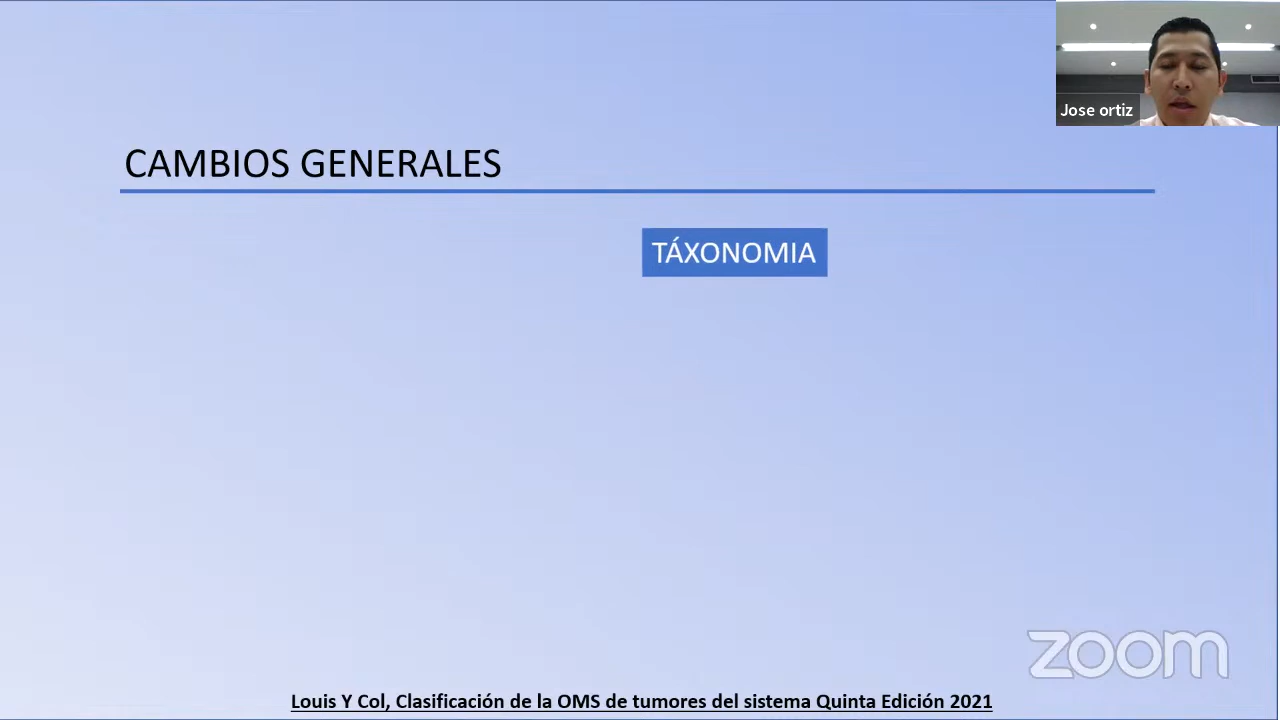 Jose ortiz
CAMBIOS GENERALES
TÁXONOMIA
zoom
Louis Y Col, Clasificación de la OMS de tumores del sistema Quinta Edición 2021